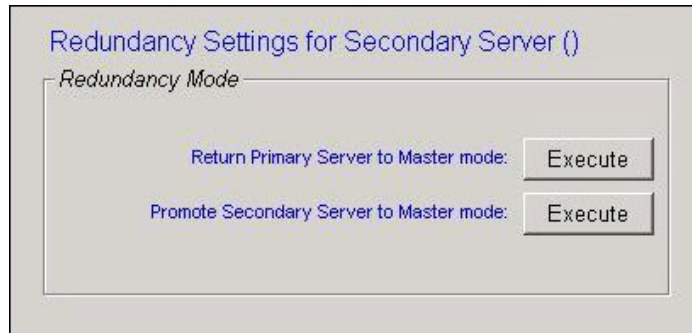 Redundancy Settings for Secondary Server ()
Redundancy Mode
Return Primary Server to Master mode: Execute
Promote Secondary Server to Master mode: Execute